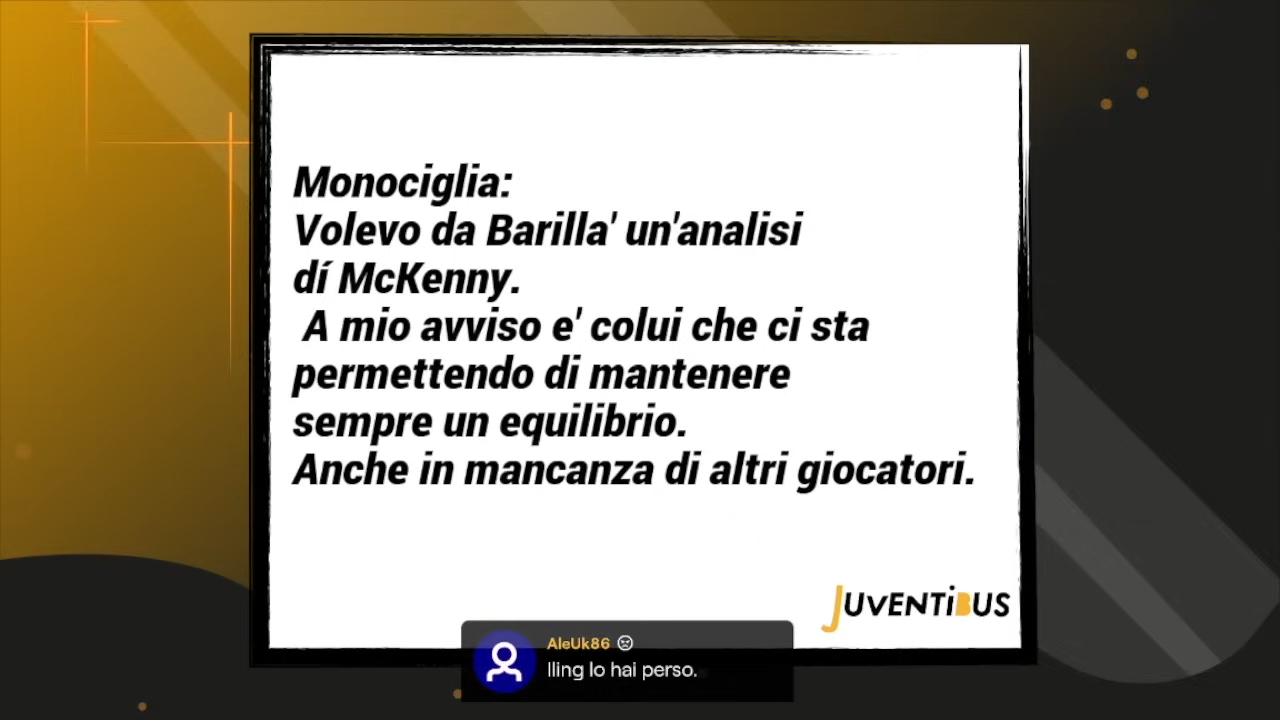 Monociglia:
Volevo da Barilla' un'analisi
dí McKenny.
A mio avviso e' colui che ci sta
permettendo di mantenere
sempre un equilibrio.
Anche in mancanza di altri giocatori.
JUVENTiBUS
AleUk86
Iling lo hai perso.